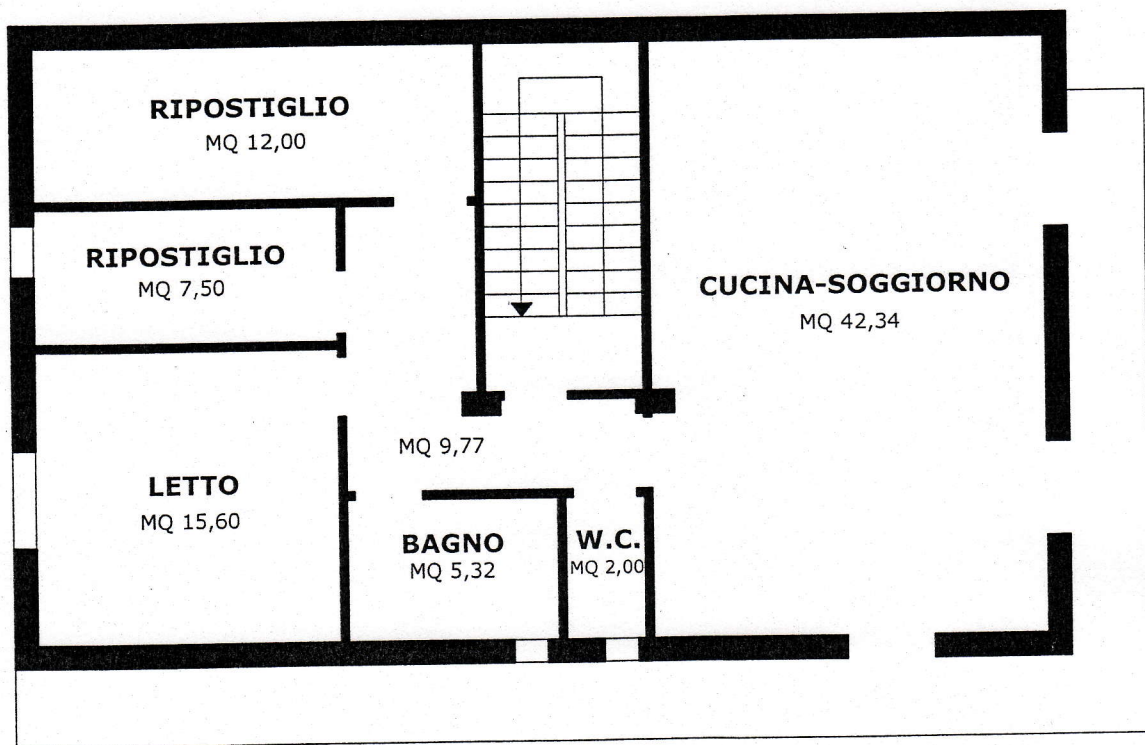 RIPOSTIGLIO
MQ 12,00
RIPOSTIGLIO
MQ 7,50
CUCINA-SOGGIORNO
MQ 42,34
MQ 9,77
LETTO
MQ 15,60
BAGNO
MQ 5,32
W.C.
MQ 2,00